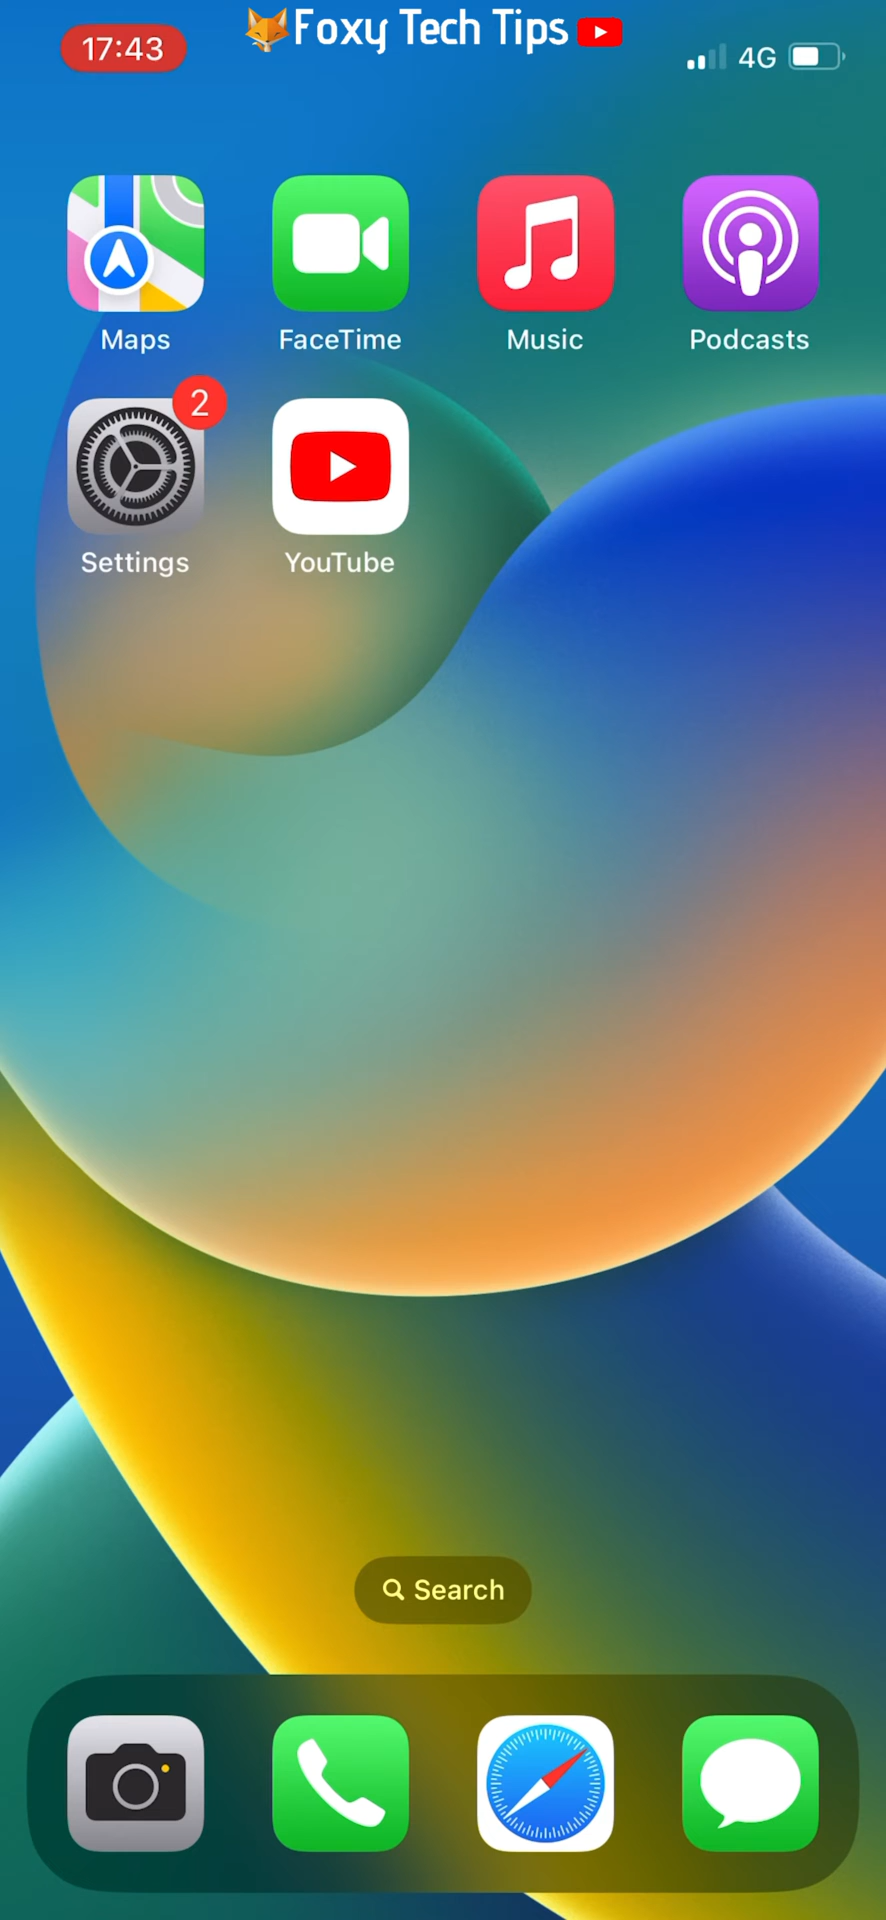 17:43
Foxy Tech Tips
4G
Maps
FaceTime
Music
Podcasts
2
Settings
YouTube
Search